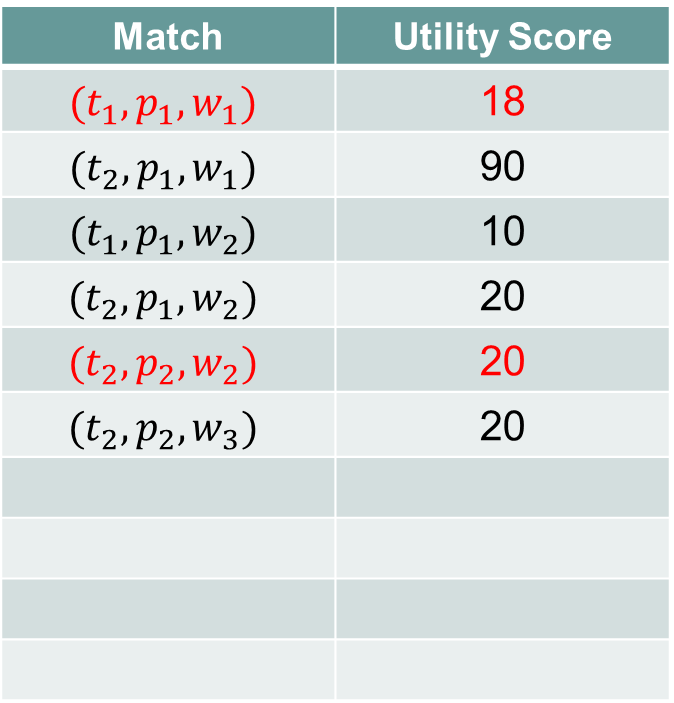 Match Utility Score
(t₁, p₁, w₁) 18
(t₂, p₁, w₁) 90
(t₁, p₁, w₂) 10
(t₂, p₁, w₂) 20
(t₂, p₂, w₂) 20
(t₂, p₂, w₃) 20